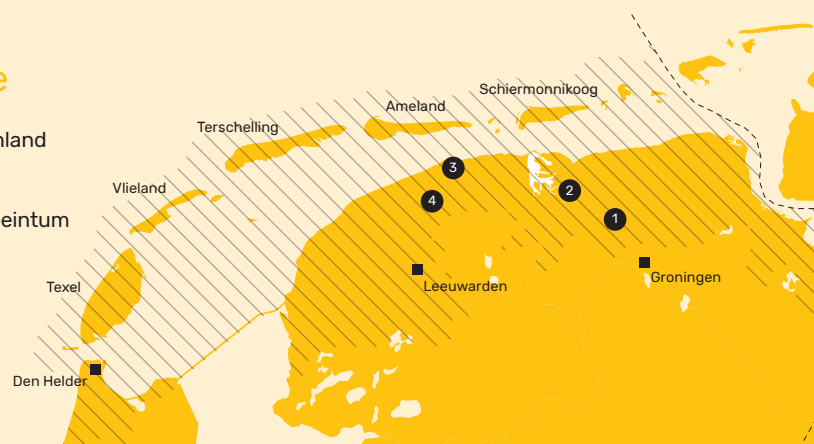 e
nland
eintum
Schiermonnikoog
Ameland
Terschelling
3
Vlieland
2
4
1
Leeuwarden
Groningen
Texel
Den Helder